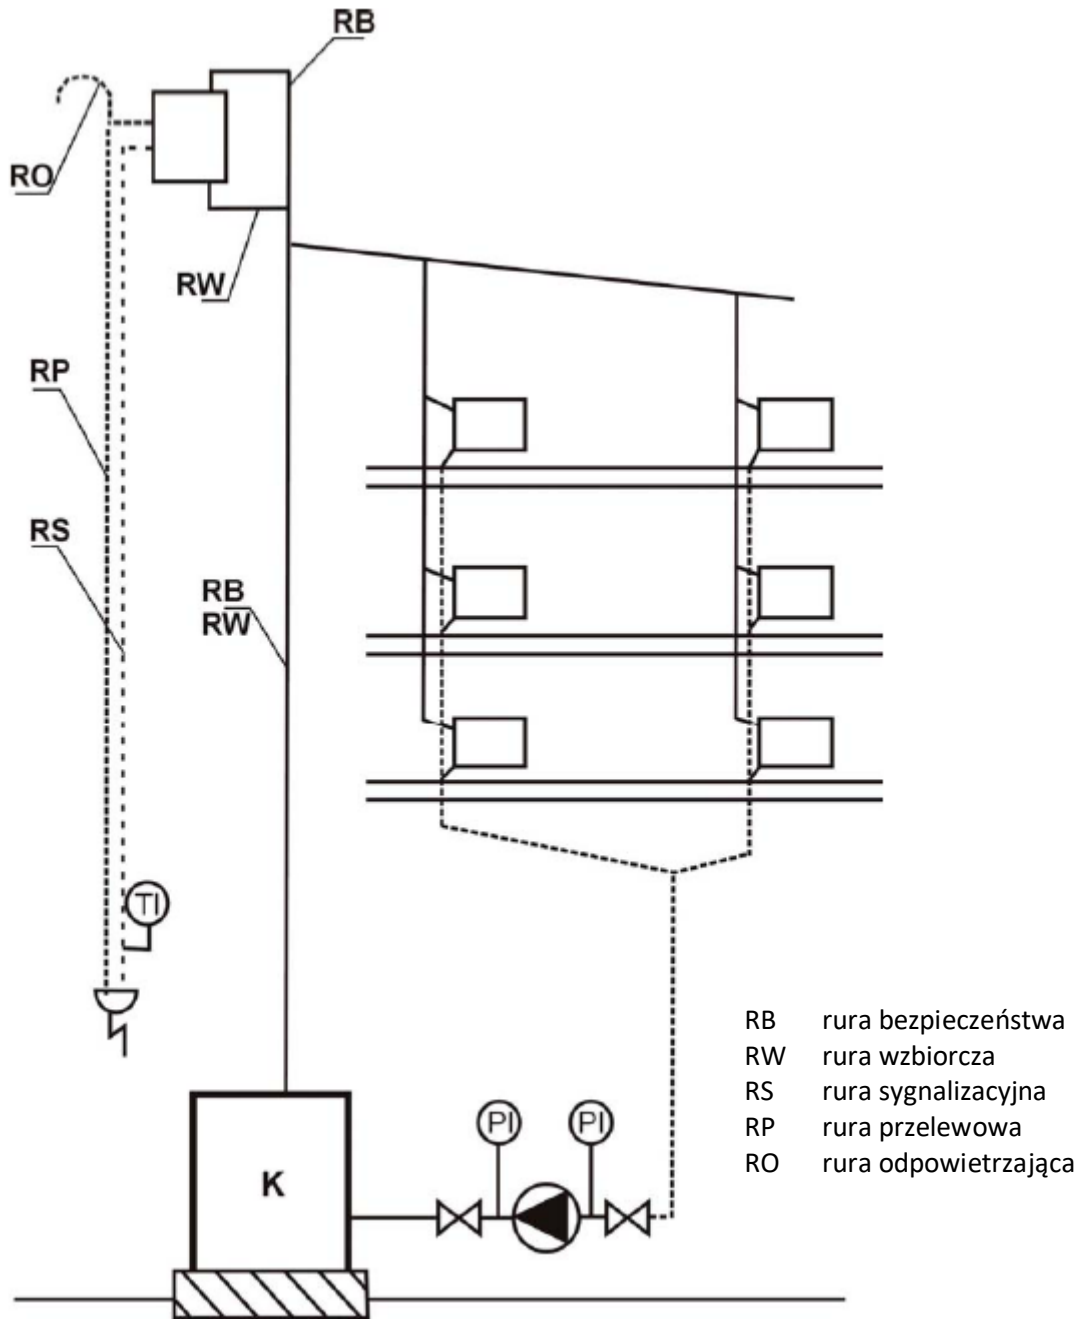 RB
RO
RW
RP
RS
RB
RW
TI
PI PI
K
RB rura bezpieczeństwa
RW rura wzbiorcza
RS rura sygnalizacyjna
RP rura przelewowa
RO rura odpowietrzająca